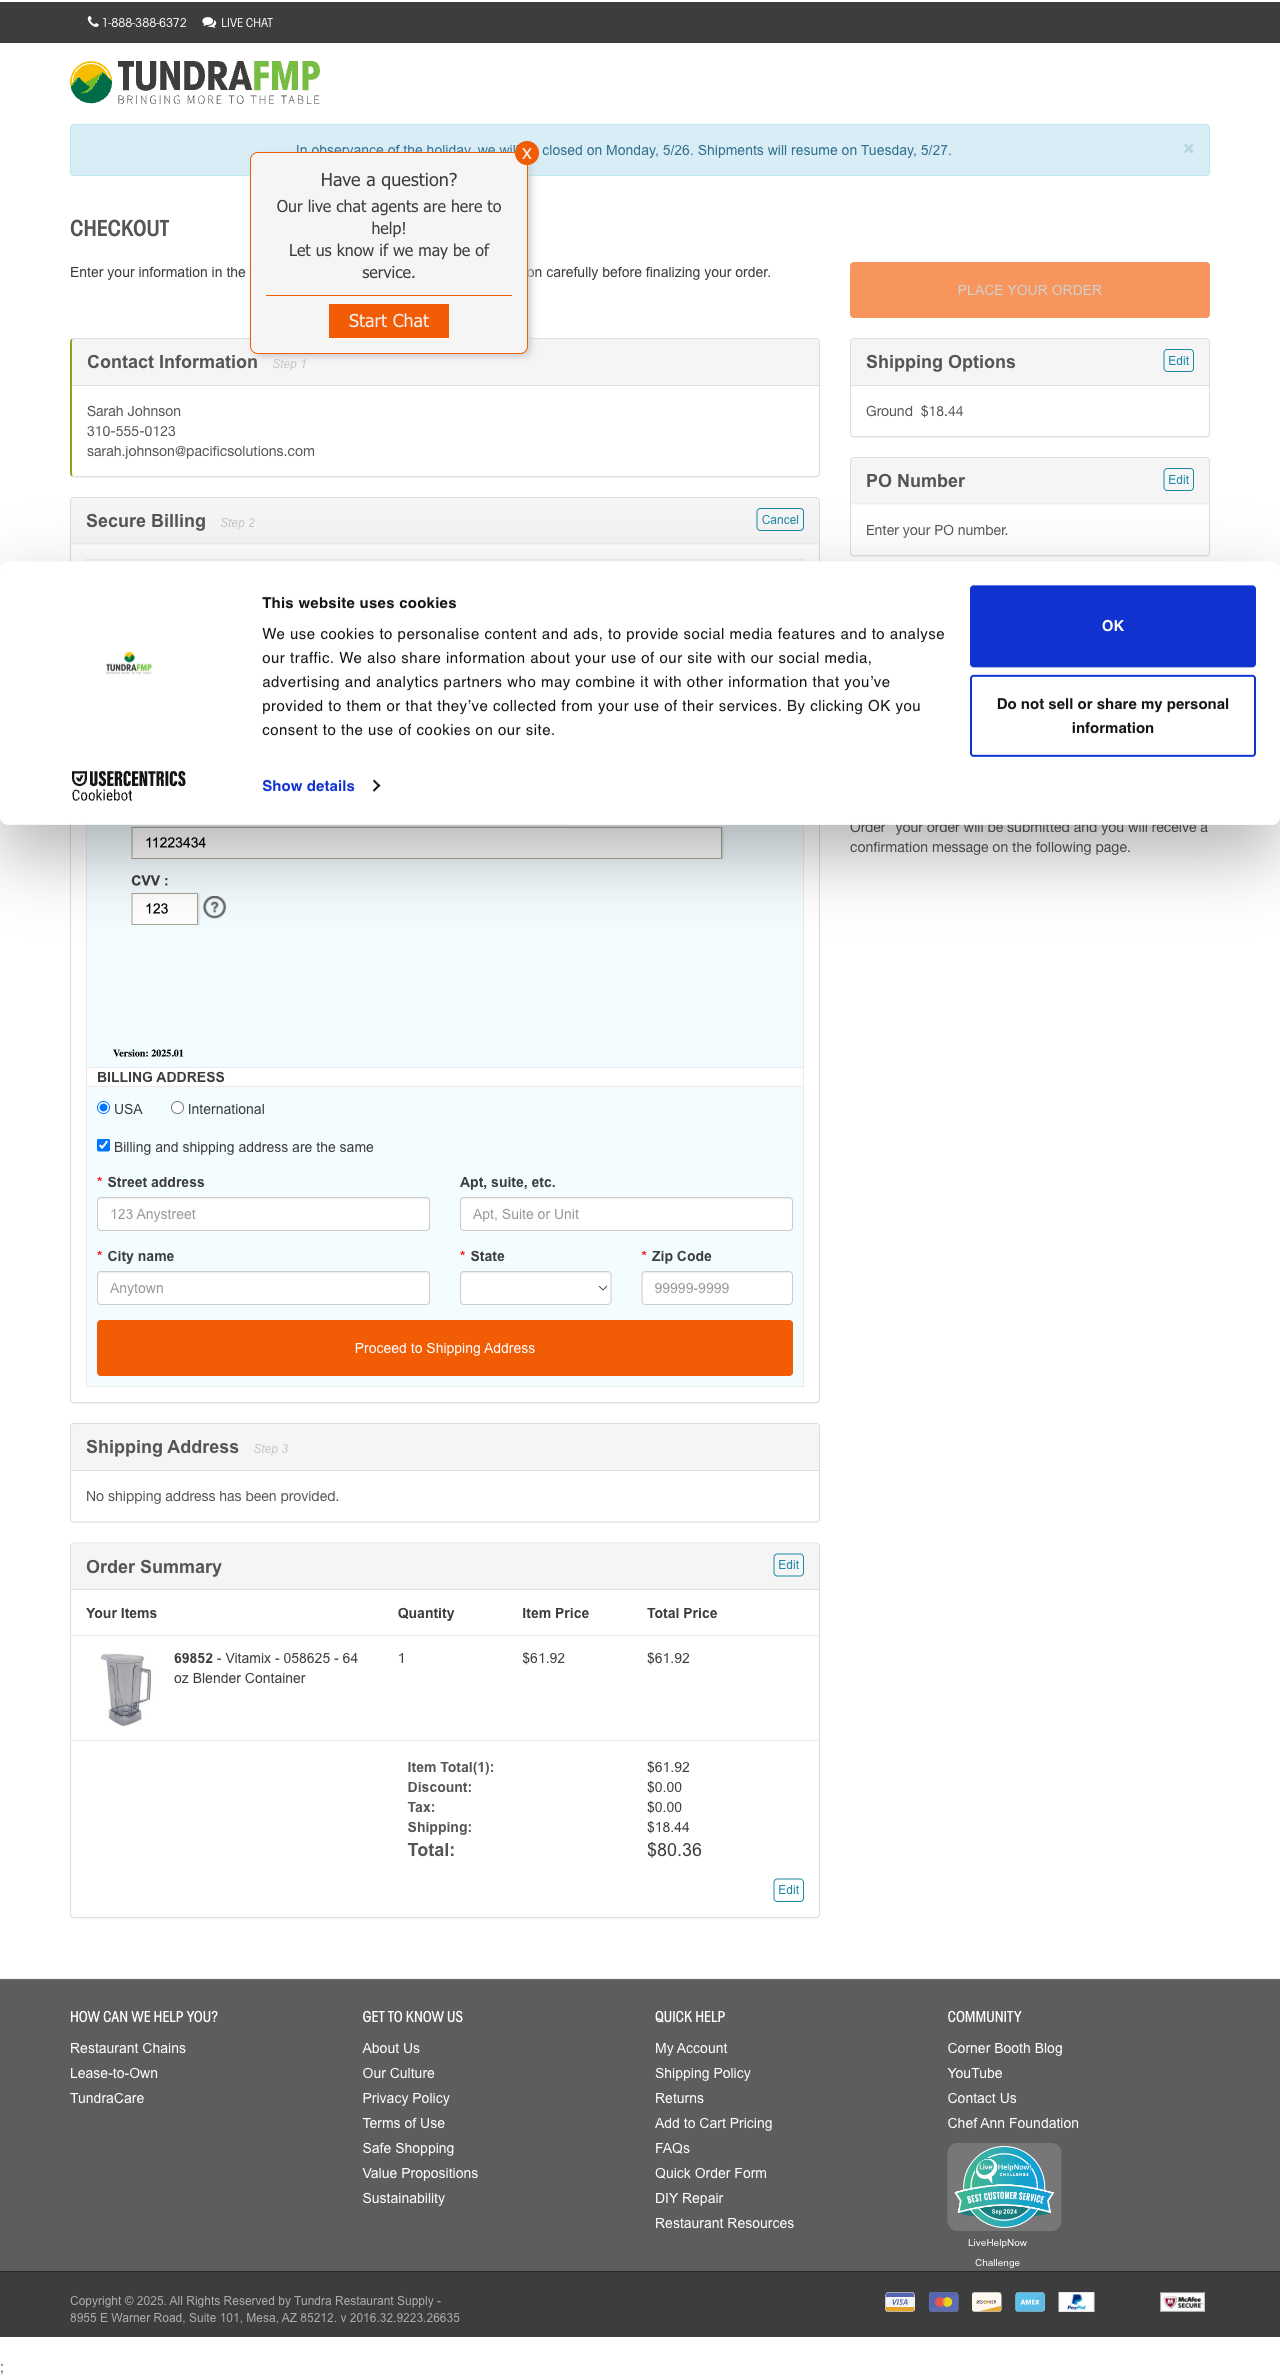 1-888-388-6372 LIVE CHAT
TUNDRAFMP
BRINGING MORE TO THE TABLE
In observance of the holiday, we will closed on Monday, 5/26. Shipments will resume on Tuesday, 5/27. ×
X
Have a question?
Our live chat agents are here to
help!
Let us know if we may be of
service.
Start Chat
CHECKOUT
Enter your information in the on carefully before finalizing your order.
PLACE YOUR ORDER
Contact Information Step 1
Sarah Johnson
310-555-0123
sarah.johnson@pacificsolutions.com
Shipping Options Edit
Ground $18.44
PO Number Edit
Enter your PO number.
Secure Billing Step 2 Cancel
This website uses cookies
We use cookies to personalise content and ads, to provide social media features and to analyse
our traffic. We also share information about your use of our site with our social media,
advertising and analytics partners who may combine it with other information that you've
provided to them or that they've collected from your use of their services. By clicking OK you
consent to the use of cookies on our site.
Show details
OK
Do not sell or share my personal
information
TUNDRAFMP
USERCENTRICS
Cookiebot
Order" your order will be submitted and you will receive a
confirmation message on the following page.
11223434
CVV :
123 ?
Version: 2025.01
BILLING ADDRESS
USA International
Billing and shipping address are the same
* Street address Apt, suite, etc.
123 Anystreet Apt, Suite or Unit
* City name * State * Zip Code
Anytown 99999-9999
Proceed to Shipping Address
Shipping Address Step 3
No shipping address has been provided.
Order Summary Edit
Your Items Quantity Item Price Total Price
69852 - Vitamix - 058625 - 64 1 $61.92 $61.92
oz Blender Container
Item Total(1): $61.92
Discount: $0.00
Tax: $0.00
Shipping: $18.44
Total: $80.36
Edit
HOW CAN WE HELP YOU?
Restaurant Chains
Lease-to-Own
TundraCare
GET TO KNOW US
About Us
Our Culture
Privacy Policy
Terms of Use
Safe Shopping
Value Propositions
Sustainability
QUICK HELP
My Account
Shipping Policy
Returns
Add to Cart Pricing
FAQs
Quick Order Form
DIY Repair
Restaurant Resources
COMMUNITY
Corner Booth Blog
YouTube
Contact Us
Chef Ann Foundation
LiveHelpNow
CHALLENGE
BEST CUSTOMER SERVICE
Sep 2024
LiveHelpNow
Challenge
Copyright © 2025. All Rights Reserved by Tundra Restaurant Supply -
8955 E Warner Road, Suite 101, Mesa, AZ 85212. v 2016.32.9223.26635
VISA DISCOVER AMEX PayPal McAfee
SECURE
;